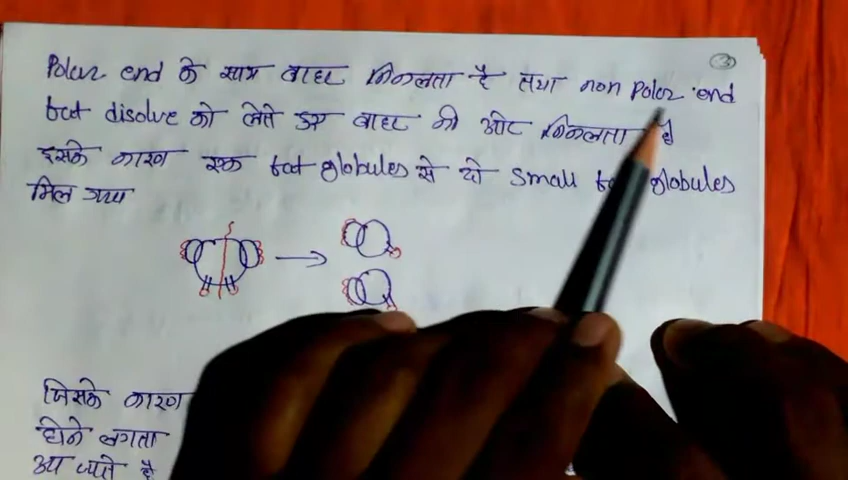 3
Polar end के साथ बाहर निकलता है तथा non polar end
fat disolve को लेते हुए बाहर की ओर निकलता है
इसके कारण एक fat globules से दो small globules
मिल गया
जिसके कारण
होने लगता
आ जाते है